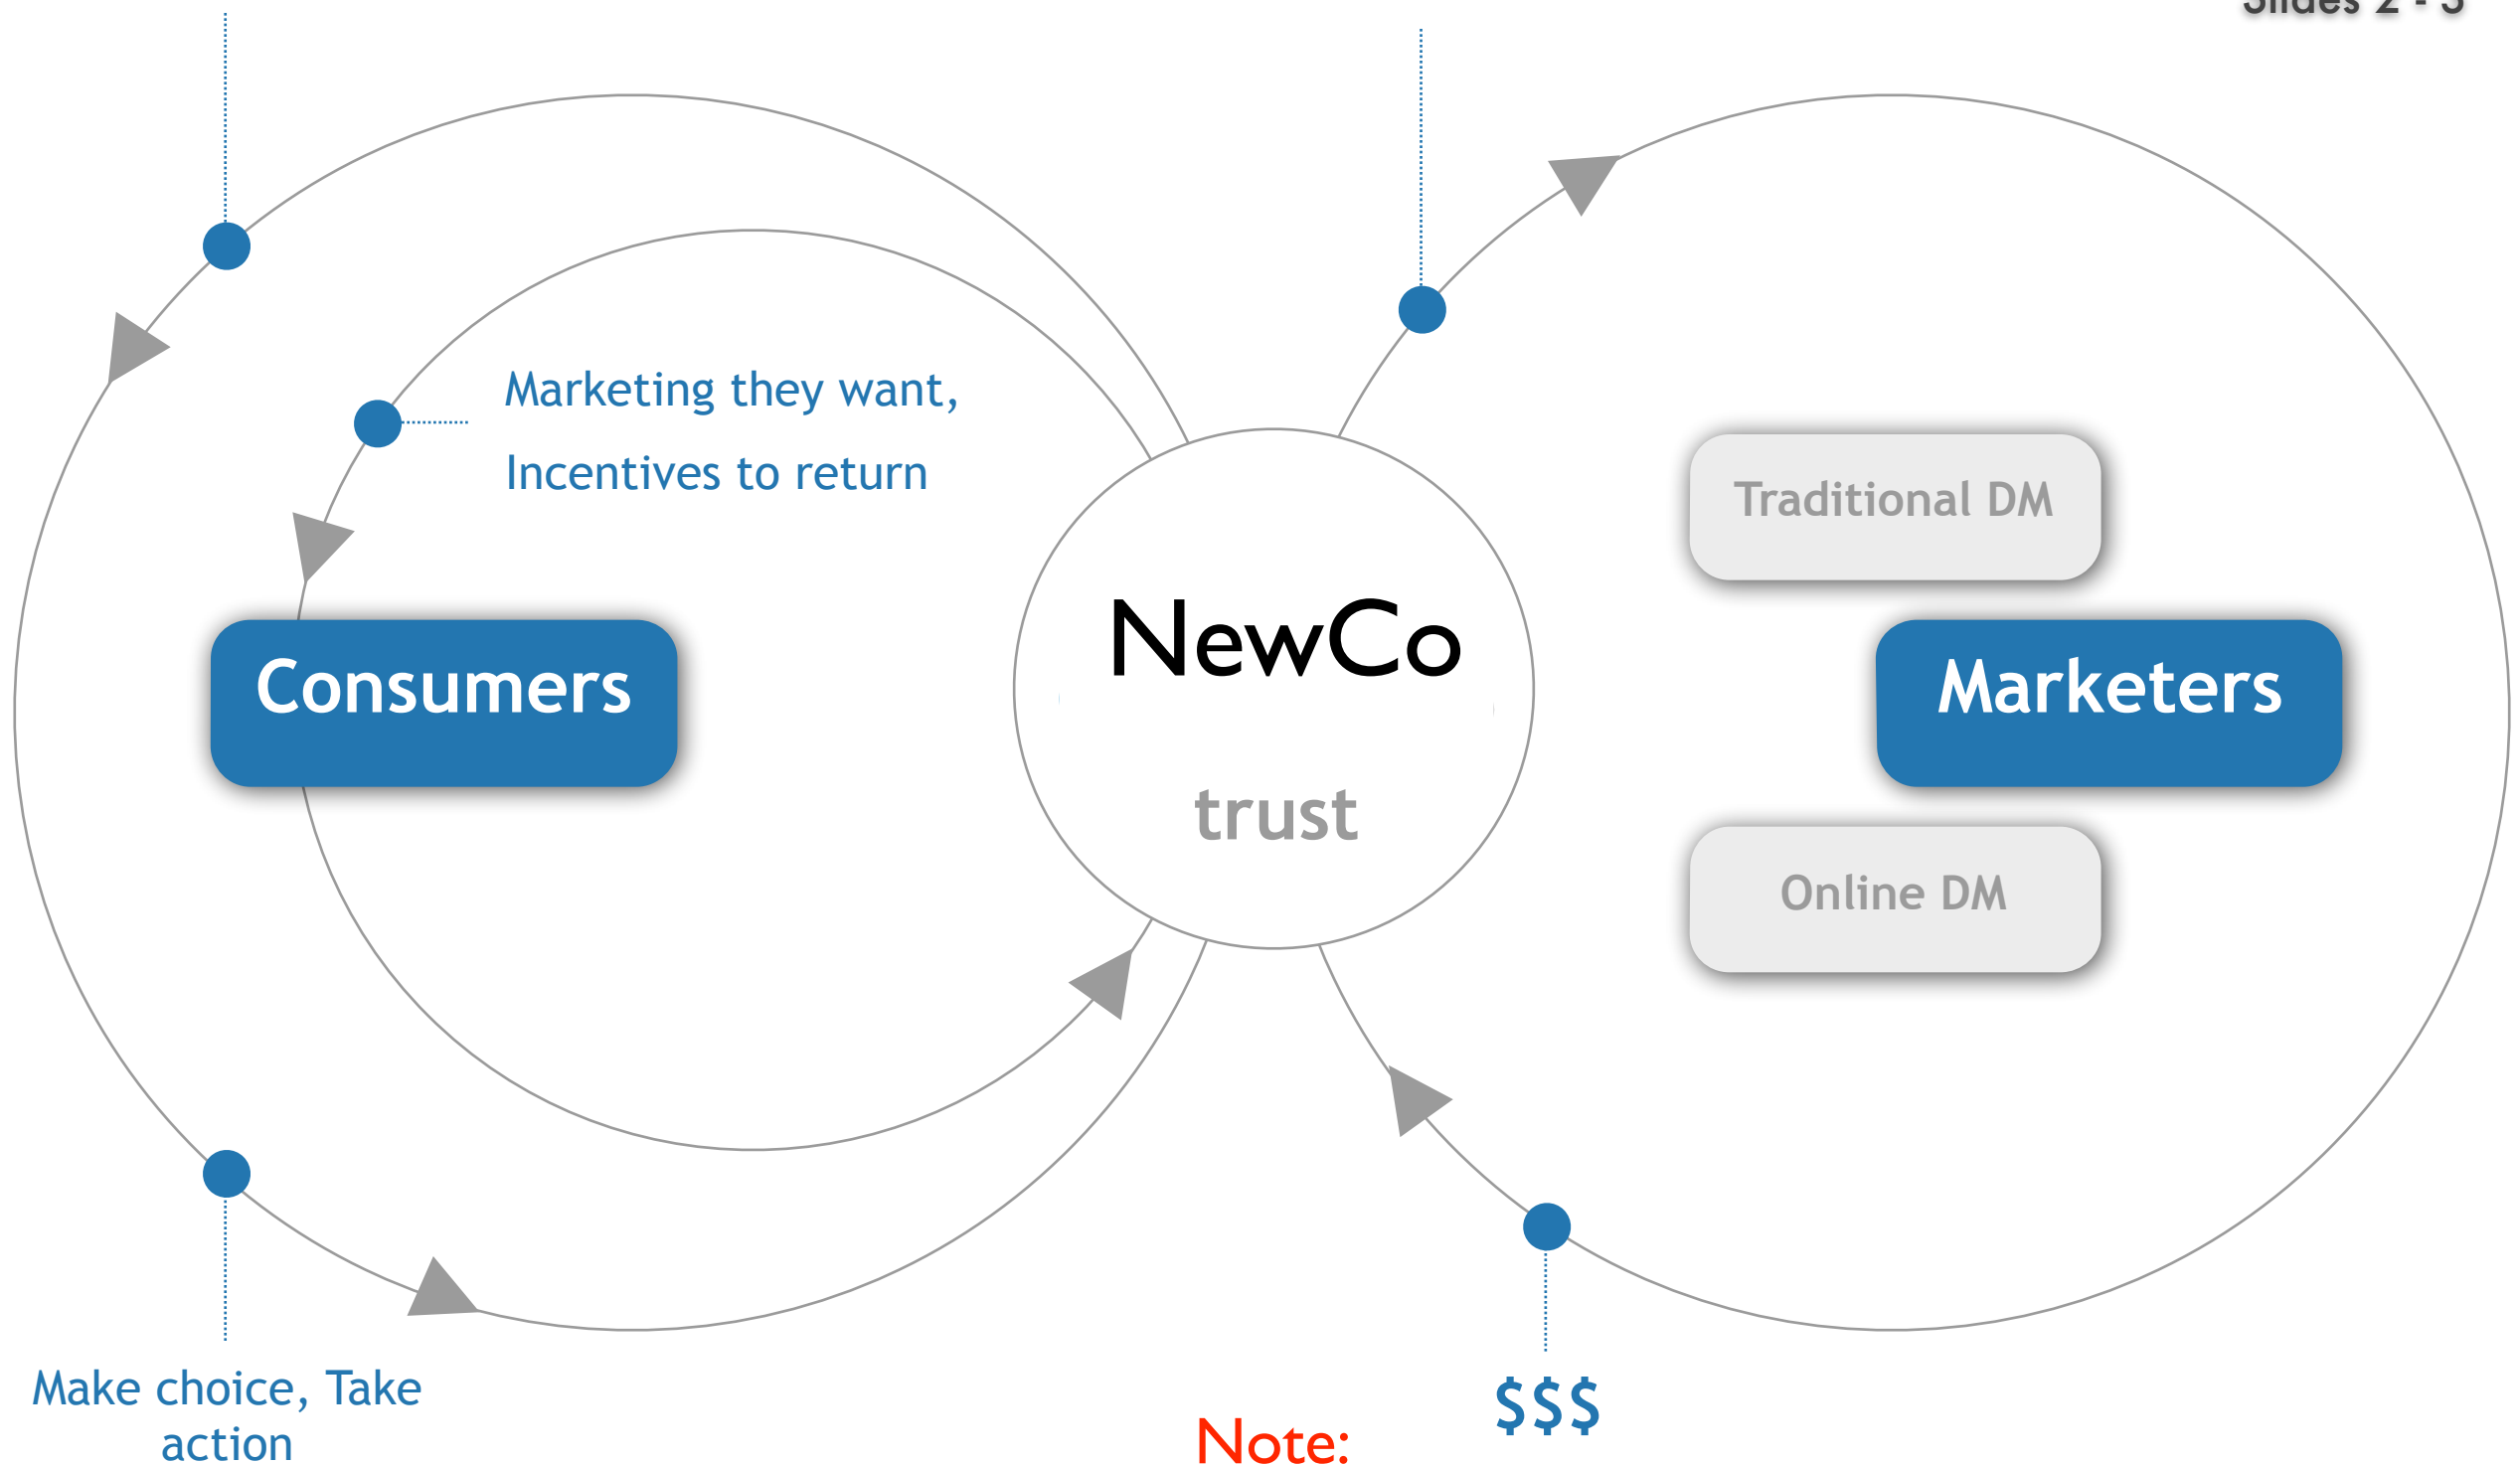 Marketing they want,
Incentives to return
Traditional DM
NewCo
Consumers
Marketers
trust
Online DM
Make choice, Take
action
$$$
Note: